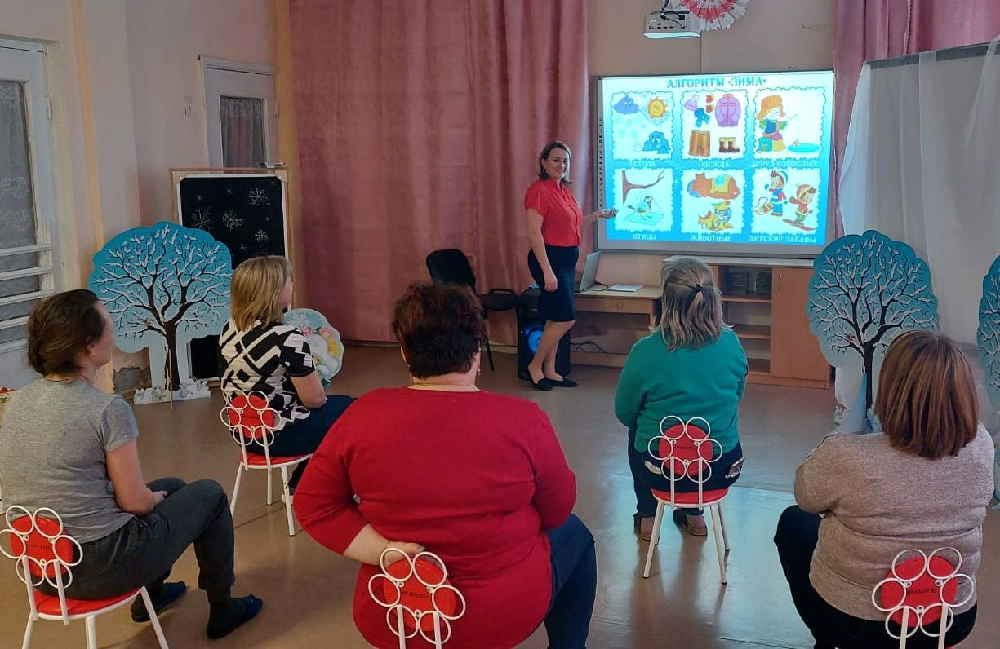 АЛГОРИТМ «ЗИМА»
ПОГОДА
ОДЕЖДА
ТРУД ВЗРОСЛЫХ
ПТИЦЫ
ЖИВОТНЫЕ
ДЕТСКИЕ ЗАБАВЫ